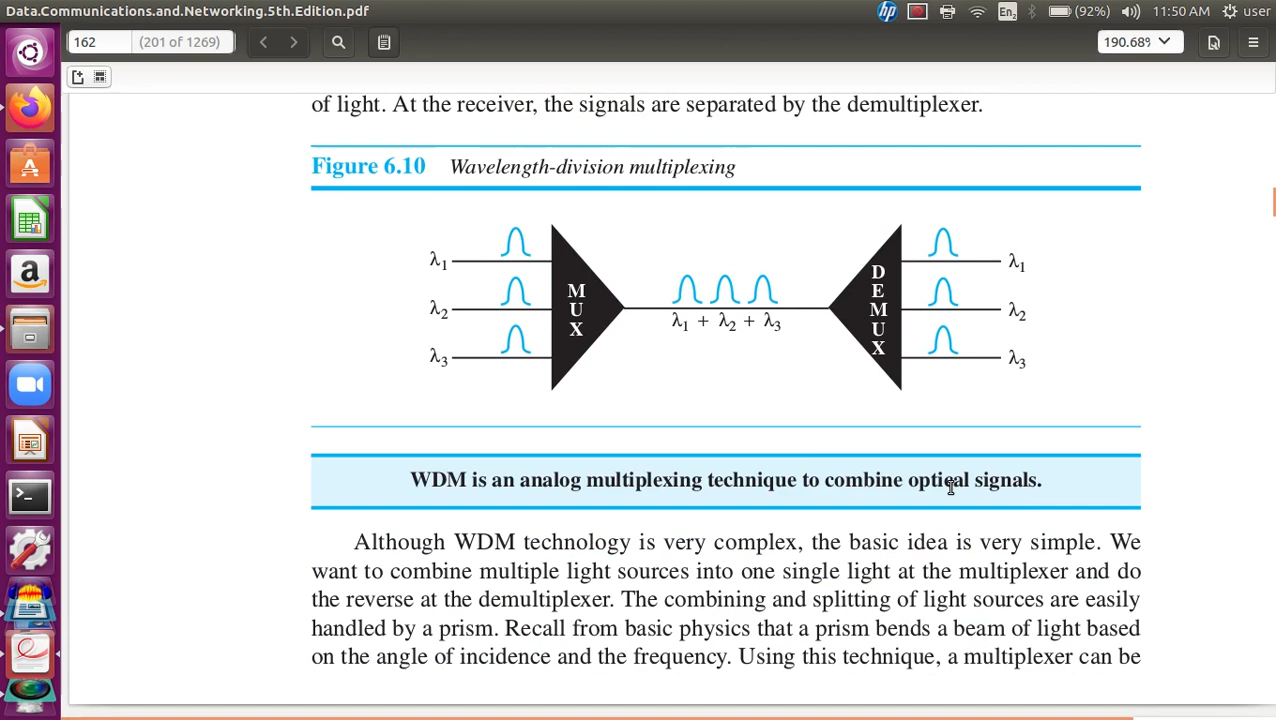 Data.Communications.and.Networking.5th.Edition.pdf
En2
(92%)
11:50 AM
user
162
(201 of 1269)
190.68%
of light. At the receiver, the signals are separated by the demultiplexer.
Figure 6.10 Wavelength-division multiplexing
λ1
λ2
λ3
MUX
λ1 + λ2 + λ3
DEMUX
λ1
λ2
λ3
WDM is an analog multiplexing technique to combine optical signals.
Although WDM technology is very complex, the basic idea is very simple. We
want to combine multiple light sources into one single light at the multiplexer and do
the reverse at the demultiplexer. The combining and splitting of light sources are easily
handled by a prism. Recall from basic physics that a prism bends a beam of light based
on the angle of incidence and the frequency. Using this technique, a multiplexer can be